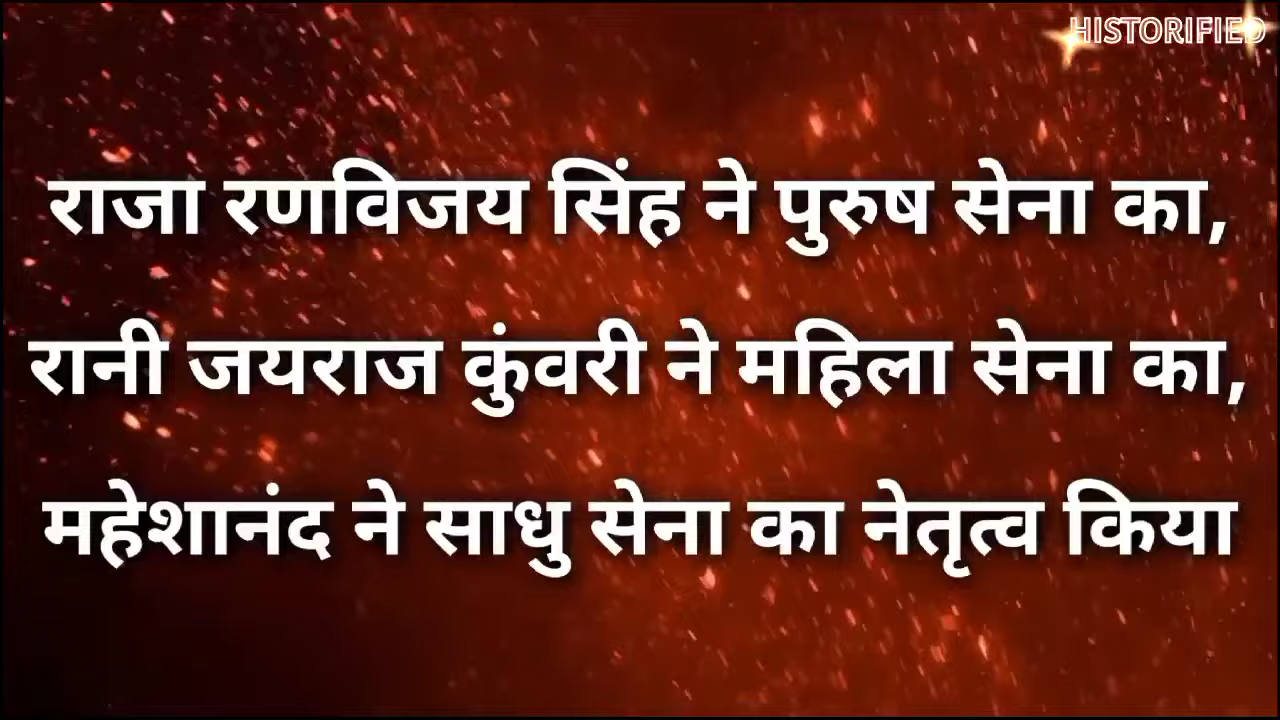 HISTORIFIED
राजा रणविजय सिंह ने पुरुष सेना का,
रानी जयराज कुंवरी ने महिला सेना का,
महेशानंद ने साधु सेना का नेतृत्व किया